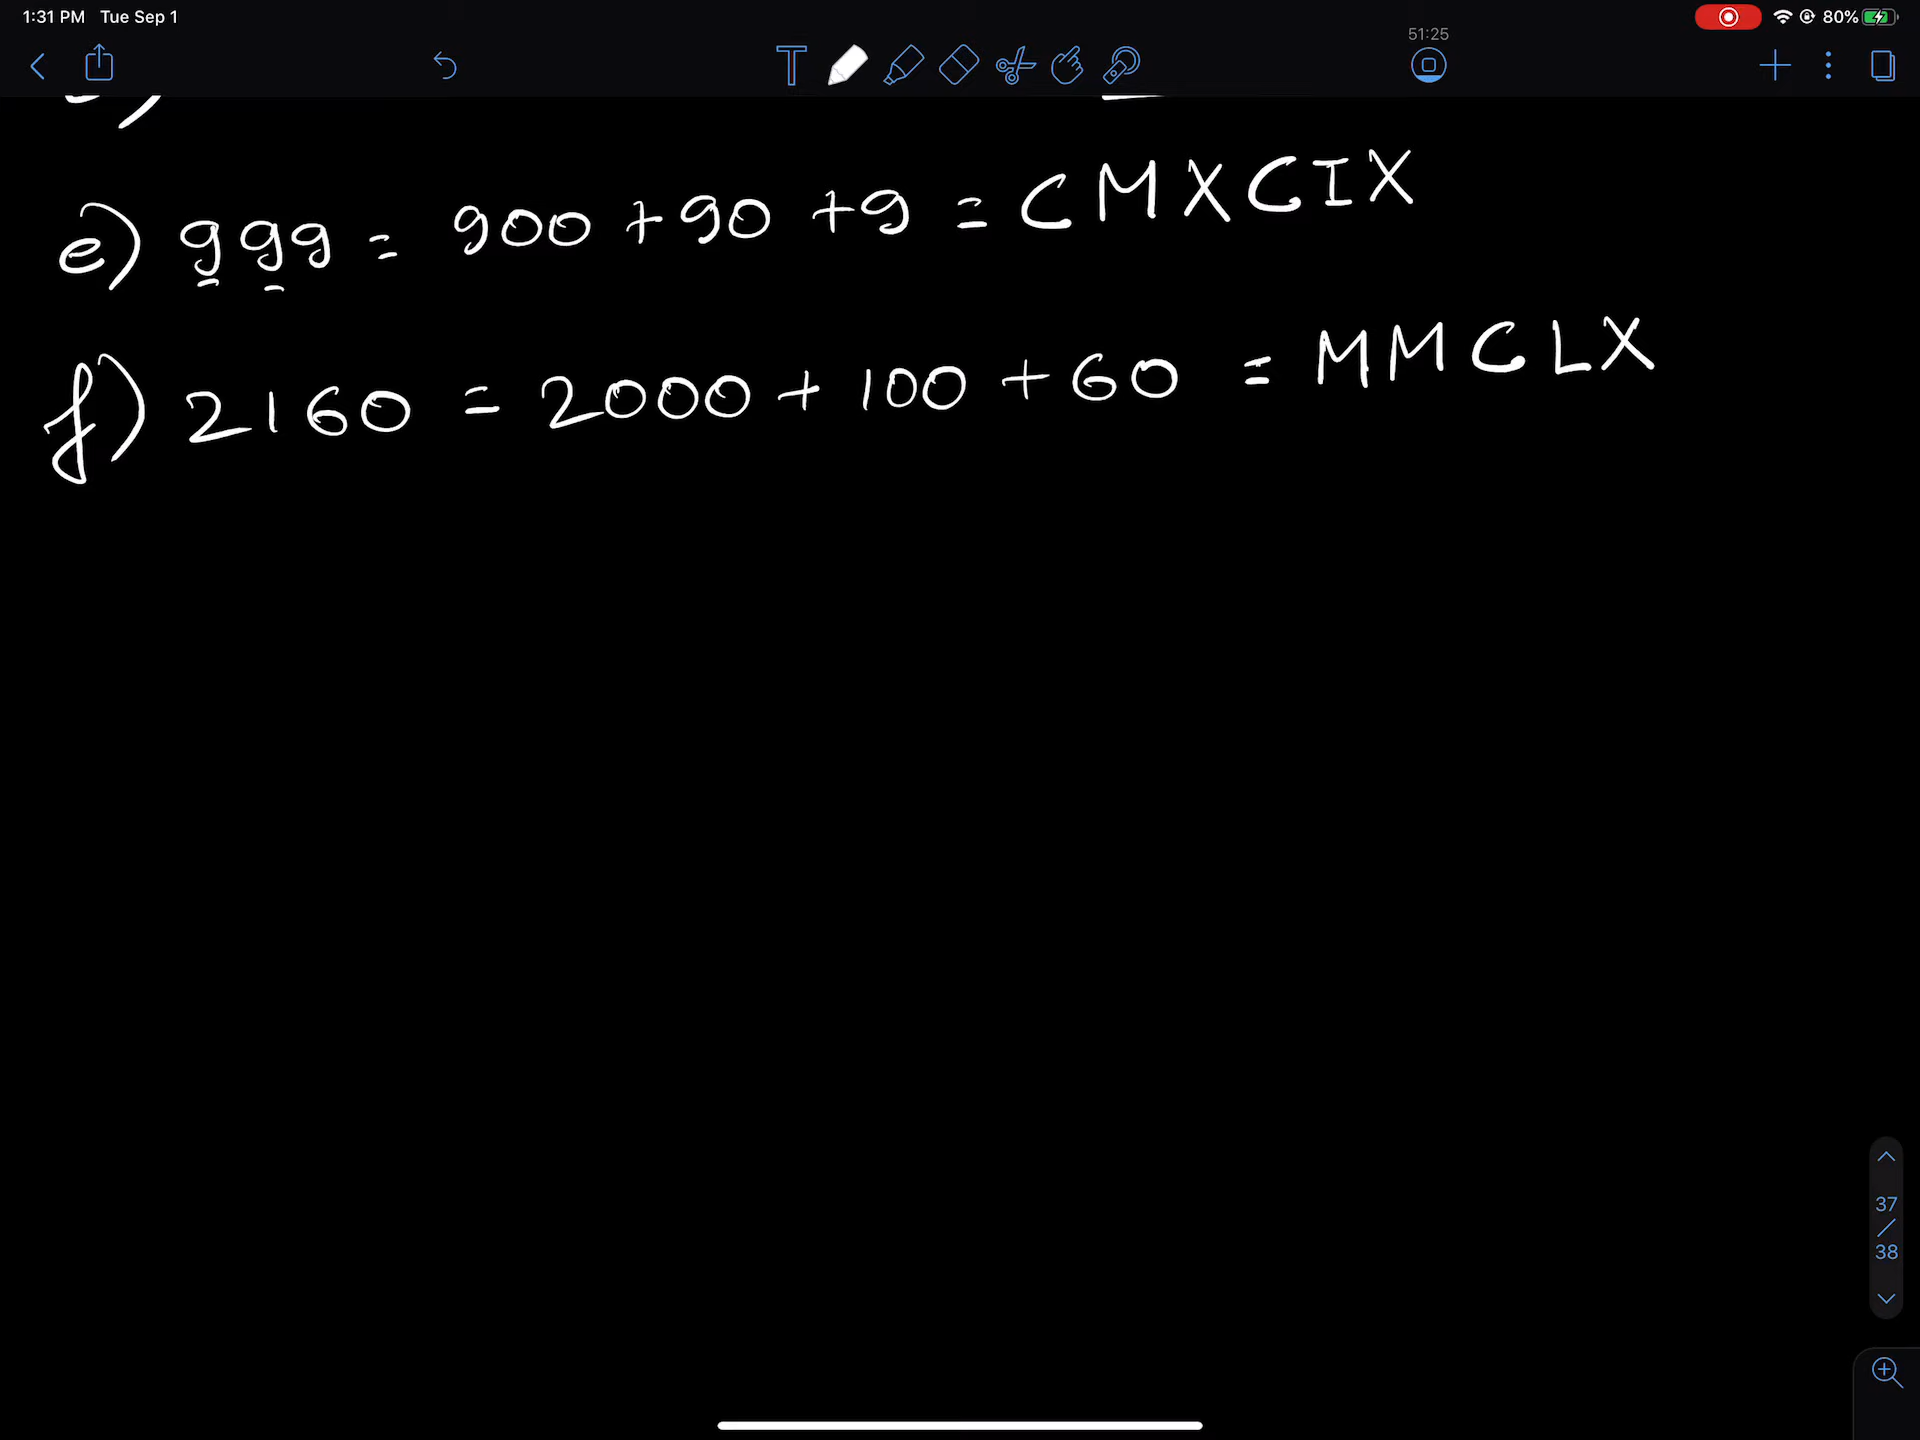 1:31 PM Tue Sep 1 80%
51:25
e) 999 = 900 + 90 + 9 = CMXCIX
f) 2160 = 2000 + 100 + 60 = MMCLX
37
/
38